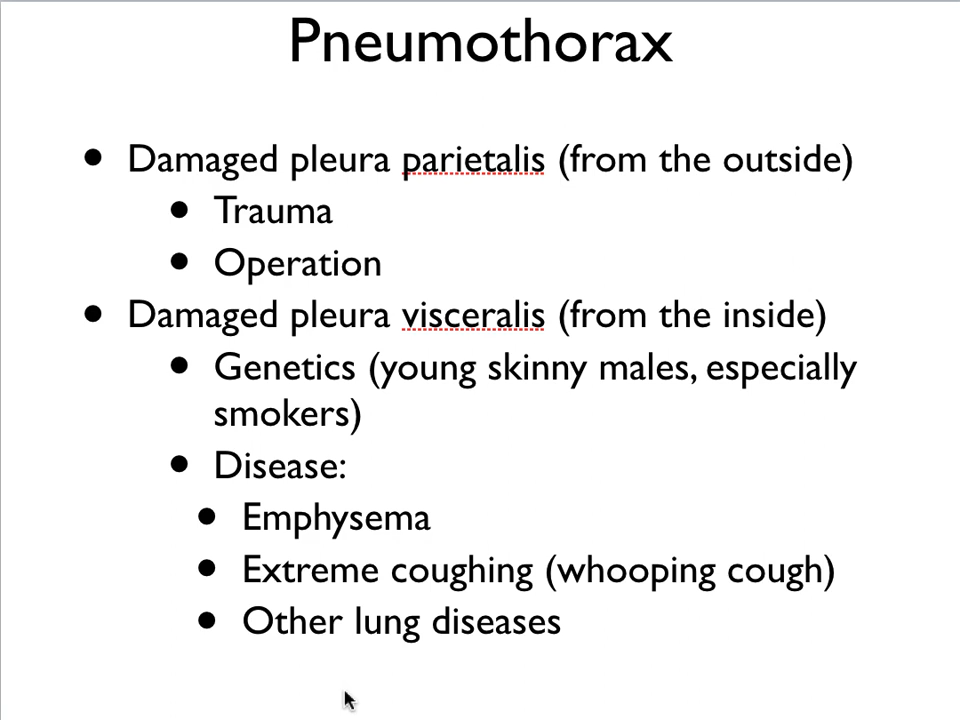 Pneumothorax
• Damaged pleura parietalis (from the outside)
• Trauma
• Operation
• Damaged pleura visceralis (from the inside)
• Genetics (young skinny males, especially
smokers)
• Disease:
• Emphysema
• Extreme coughing (whooping cough)
• Other lung diseases